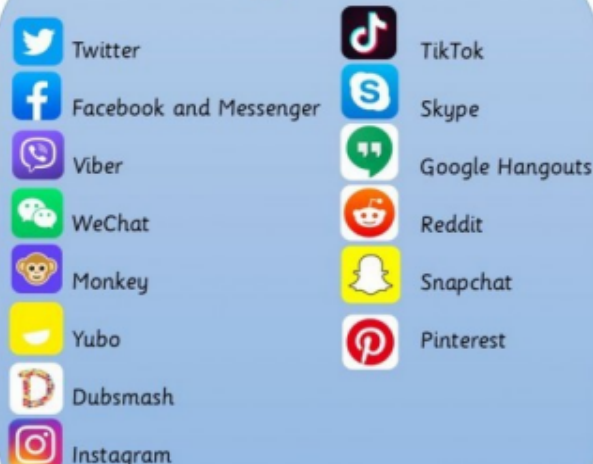 Twitter
Facebook and Messenger
Viber
WeChat
Monkey
Yubo
Dubsmash
Instagram
TikTok
Skype
Google Hangouts
Reddit
Snapchat
Pinterest